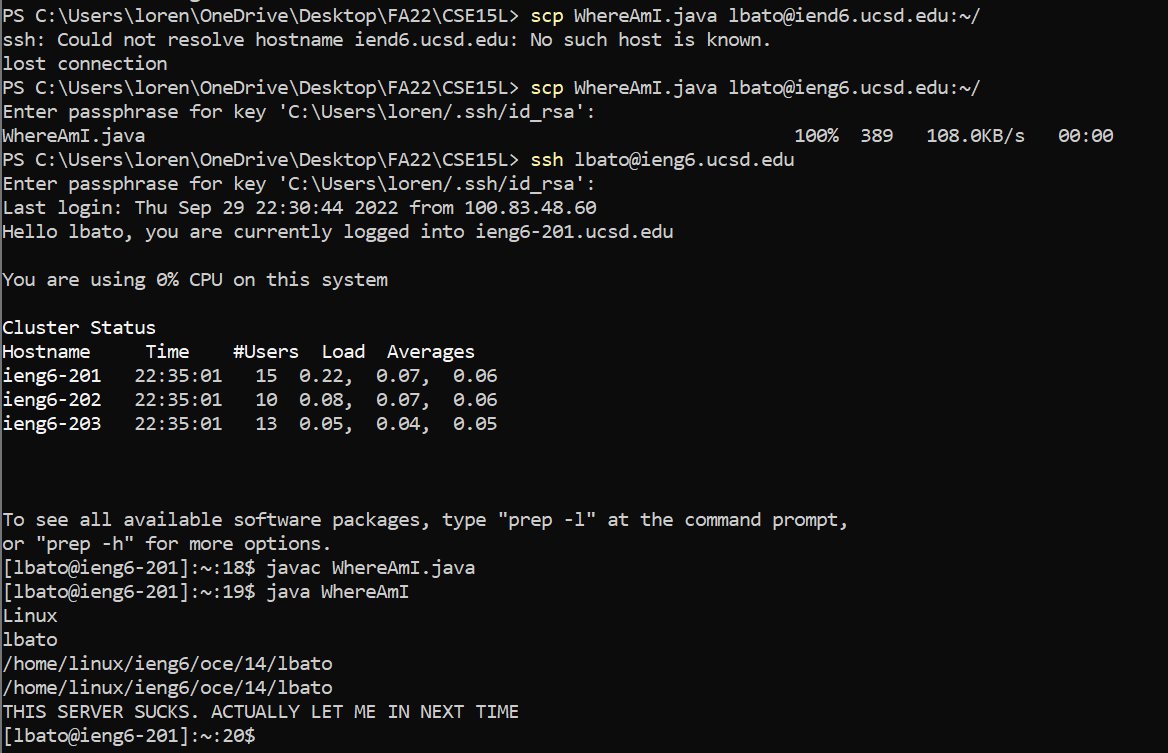 PS C:\Users\loren\OneDrive\Desktop\FA22\CSE15L> scp WhereAmI.java lbato@iend6.ucsd.edu:~/
ssh: Could not resolve hostname iend6.ucsd.edu: No such host is known.
lost connection
PS C:\Users\loren\OneDrive\Desktop\FA22\CSE15L> scp WhereAmI.java lbato@ieng6.ucsd.edu:~/
Enter passphrase for key 'C:\Users\loren/.ssh/id_rsa':
WhereAmI.java 100% 389 108.0KB/s 00:00
PS C:\Users\loren\OneDrive\Desktop\FA22\CSE15L> ssh lbato@ieng6.ucsd.edu
Enter passphrase for key 'C:\Users\loren/.ssh/id_rsa':
Last login: Thu Sep 29 22:30:44 2022 from 100.83.48.60
Hello lbato, you are currently logged into ieng6-201.ucsd.edu
You are using 0% CPU on this system
Cluster Status
Hostname Time #Users Load Averages
ieng6-201 22:35:01 15 0.22, 0.07, 0.06
ieng6-202 22:35:01 10 0.08, 0.07, 0.06
ieng6-203 22:35:01 13 0.05, 0.04, 0.05
To see all available software packages, type "prep -l" at the command prompt,
or "prep -h" for more options.
[lbato@ieng6-201]:~:18$ javac WhereAmI.java
[lbato@ieng6-201]:~:19$ java WhereAmI
Linux
lbato
/home/linux/ieng6/oce/14/lbato
/home/linux/ieng6/oce/14/lbato
THIS SERVER SUCKS. ACTUALLY LET ME IN NEXT TIME
[lbato@ieng6-201]:~:20$